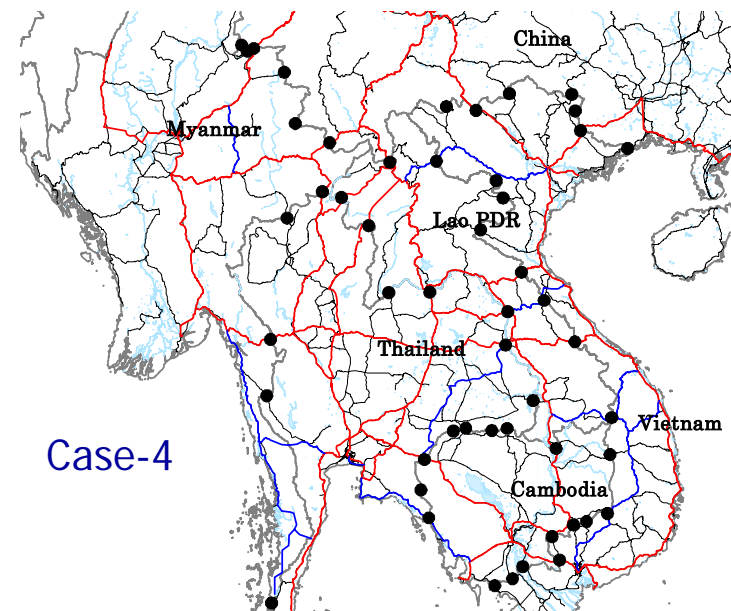 China
Myanmar
Lao PDR
Thailand
Vietnam
Case-4
Cambodia